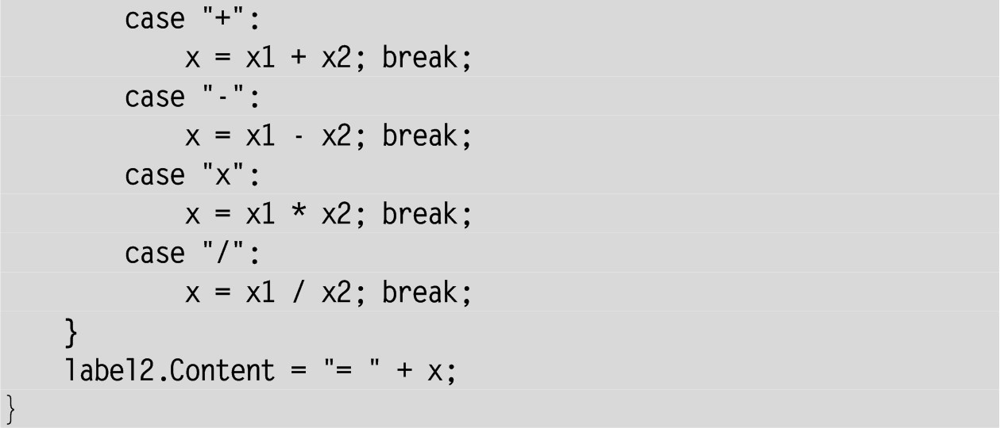 case "+":
            x = x1 + x2; break;
        case "-":
            x = x1 - x2; break;
        case "x":
            x = x1 * x2; break;
        case "/":
            x = x1 / x2; break;
    }
    label2.Content = "= " + x;
}